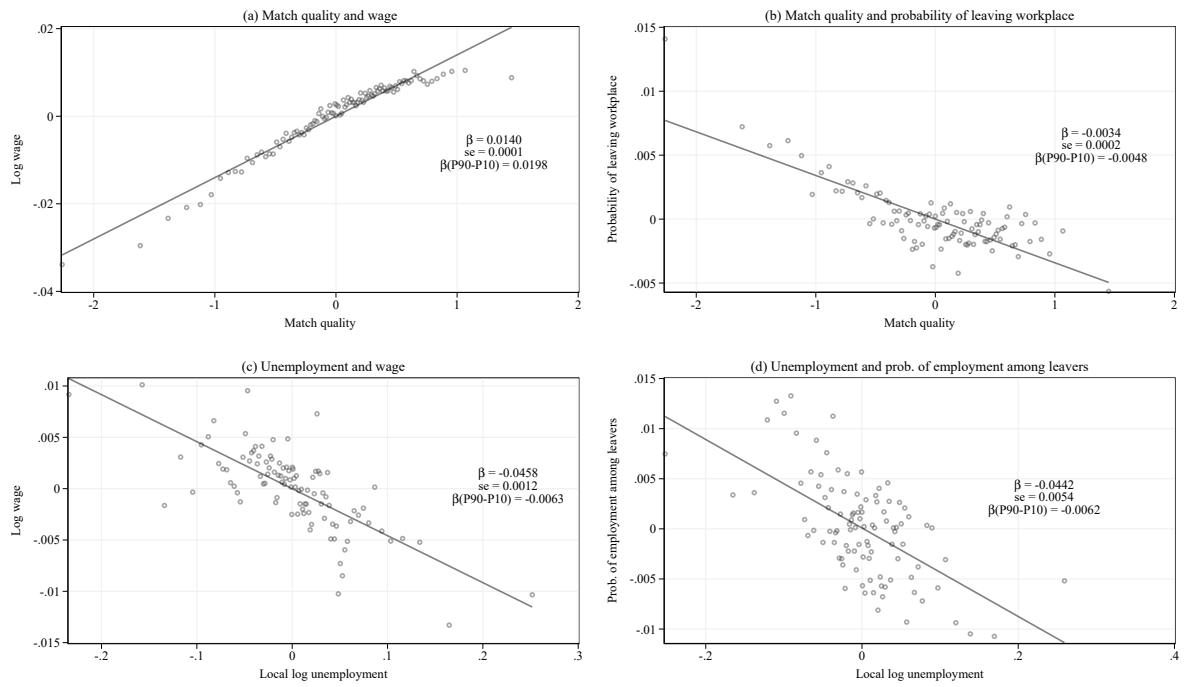 (a) Match quality and wage
Log wage
.02
0
-.02
-.04
-2
-1
0
1
2
Match quality
β = 0.0140
se = 0.0001
β(P90-P10) = 0.0198
(b) Match quality and probability of leaving workplace
Probability of leaving workplace
.015
.01
.005
0
-.005
-2
-1
0
1
2
Match quality
β = -0.0034
se = 0.0002
β(P90-P10) = -0.0048
(c) Unemployment and wage
Log wage
.01
.005
0
-.005
-.01
-.015
-.2
-.1
0
.1
.2
.3
Local log unemployment
β = -0.0458
se = 0.0012
β(P90-P10) = -0.0063
(d) Unemployment and prob. of employment among leavers
Prob. of employment among leavers
.015
.01
.005
0
-.005
-.01
-.2
0
.2
.4
Local log unemployment
β = -0.0442
se = 0.0054
β(P90-P10) = -0.0062